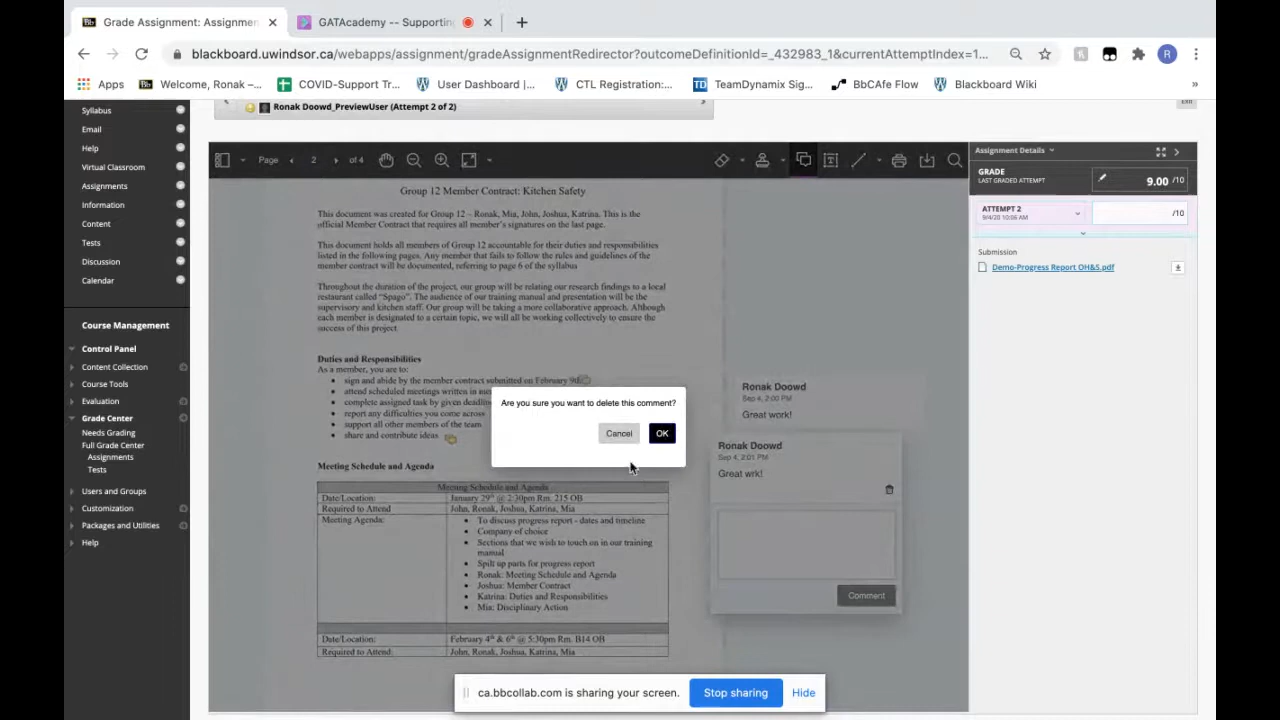 Grade Assignment: Assignmen
GATAcademy -- Supporting
blackboard.uwindsor.ca/webapps/assignment/gradeAssignmentRedirector?outcomeDefinitionId=_432983_1&currentAttemptIndex=1...
Apps
Welcome, Ronak –...
COVID-Support Tr...
User Dashboard |...
CTL Registration:...
TeamDynamix Sig...
BbCafe Flow
Blackboard Wiki
»
Ronak Doowd_PreviewUser (Attempt 2 of 2)
Exit
Syllabus
Email
Help
Virtual Classroom
Assignments
Information
Content
Tests
Discussion
Calendar
Course Management
Control Panel
Content Collection
Course Tools
Evaluation
Grade Center
Needs Grading
Full Grade Center
Assignments
Tests
Users and Groups
Customization
Packages and Utilities
Help
Page 2 of 4
Group 12 Member Contract: Kitchen Safety
This document was created for Group 12 – Ronak, Mia, John, Joshua, Katrina. This is the
official Member Contract that requires all member's signatures on the last page.
This document holds all members of Group 12 accountable for their duties and responsibilities
listed in the following pages. Any member that fails to follow the rules and guidelines of the
member contract will be documented, referring to page 6 of the syllabus
Throughout the duration of the project, our group will be relating our research findings to a local
restaurant called "Spago". The audience of our training manual and presentation will be the
supervisory and kitchen staff. Our group will be taking a more collaborative approach. Although
each member is designated to a certain topic, we will all be working collectively to ensure the
success of this project.
Duties and Responsibilities
As a member, you are to:
• sign and abide by the member contract submitted on February 9th
• attend scheduled meetings written in
• complete assigned task by given
• report any difficulties you come across
• support all other members of the team
• share and contribute ideas
Meeting Schedule and Agenda
Meeting Schedule and Agenda
Date/Location: January 29th @ 2:30pm Rm. 215 OB
Required to Attend John, Ronak, Joshua, Katrina, Mia
Meeting Agenda:
• To discuss progress report - dates and timeline
• Company of choice
• Sections that we wish to touch on in our training
manual
• Spilt up parts for progress report
• Ronak: Meeting Schedule and Agenda
• Joshua: Member Contract
• Katrina: Duties and Responsibilities
• Mia: Disciplinary Action
Date/Location: February 4th & 6th @ 5:30pm Rm. B14 OB
Required to Attend: John, Ronak, Joshua, Katrina, Mia
Are you sure you want to delete this comment?
Cancel
OK
Ronak Doowd
Sep 4, 2:00 PM
Great work!
Ronak Doowd
Sep 4, 2:01 PM
Great wrk!
Comment
Assignment Details
GRADE
LAST GRADED ATTEMPT
9.00 /10
ATTEMPT 2
9/4/20 10:06 AM
/10
Submission
Demo-Progress Report OH&S.pdf
ca.bbcollab.com is sharing your screen.
Stop sharing
Hide